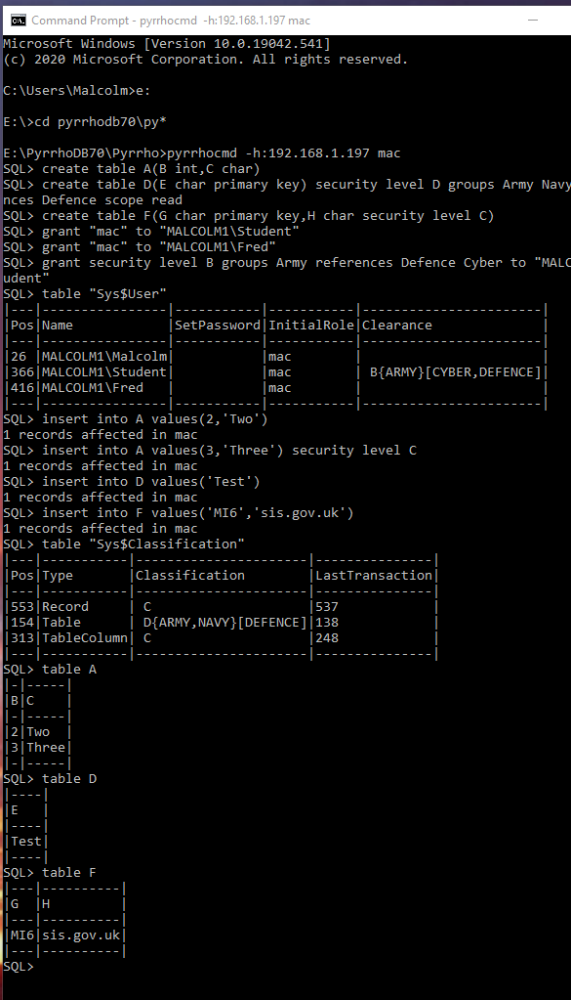 Command Prompt - pyrrhocmd -h:192.168.1.197 mac
Microsoft Windows [Version 10.0.19042.541]
(c) 2020 Microsoft Corporation. All rights reserved.
C:\Users\Malcolm>e:
E:\>cd pyrrhodb70\py*
E:\PyrrhoDB70\Pyrrho>pyrrhocmd -h:192.168.1.197 mac
SQL> create table A(B int,C char)
SQL> create table D(E char primary key) security level D groups Army Navy
nces Defence scope read
SQL> create table F(G char primary key,H char security level C)
SQL> grant "mac" to "MALCOLM1\Student"
SQL> grant "mac" to "MALCOLM1\Fred"
SQL> grant security level B groups Army references Defence Cyber to "MALC
udent"
SQL> table "Sys$User"
|---|----------------|-----------|-----------|-----------------------|
|Pos|Name            |SetPassword|InitialRole|Clearance              |
|---|----------------|-----------|-----------|-----------------------|
|26 |MALCOLM1\Malcolm|           |mac        |                       |
|366|MALCOLM1\Student|           |mac        | B{ARMY}[CYBER,DEFENCE]|
|416|MALCOLM1\Fred   |           |mac        |                       |
|---|----------------|-----------|-----------|-----------------------|
SQL> insert into A values(2,'Two')
1 records affected in mac
SQL> insert into A values(3,'Three') security level C
1 records affected in mac
SQL> insert into D values('Test')
1 records affected in mac
SQL> insert into F values('MI6','sis.gov.uk')
1 records affected in mac
SQL> table "Sys$Classification"
|---|-----------|----------------------|---------------|
|Pos|Type       |Classification        |LastTransaction|
|---|-----------|----------------------|---------------|
|553|Record     | C                    |537            |
|154|Table      | D{ARMY,NAVY}[DEFENCE]|138            |
|313|TableColumn| C                    |248            |
|---|-----------|----------------------|---------------|
SQL> table A
|-|-----|
|B|C    |
|-|-----|
|2|Two  |
|3|Three|
|-|-----|
SQL> table D
|----|
|E   |
|----|
|Test|
|----|
SQL> table F
|---|----------|
|G  |H         |
|---|----------|
|MI6|sis.gov.uk|
|---|----------|
SQL>